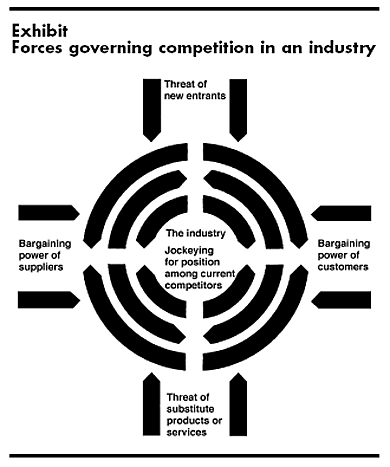 Exhibit
Forces governing competition in an industry
Threat of
new entrants
The industry
Jockeying
for position
among current
competitors
Bargaining
power of
suppliers
Bargaining
power of
customers
Threat of
substitute
products or
services